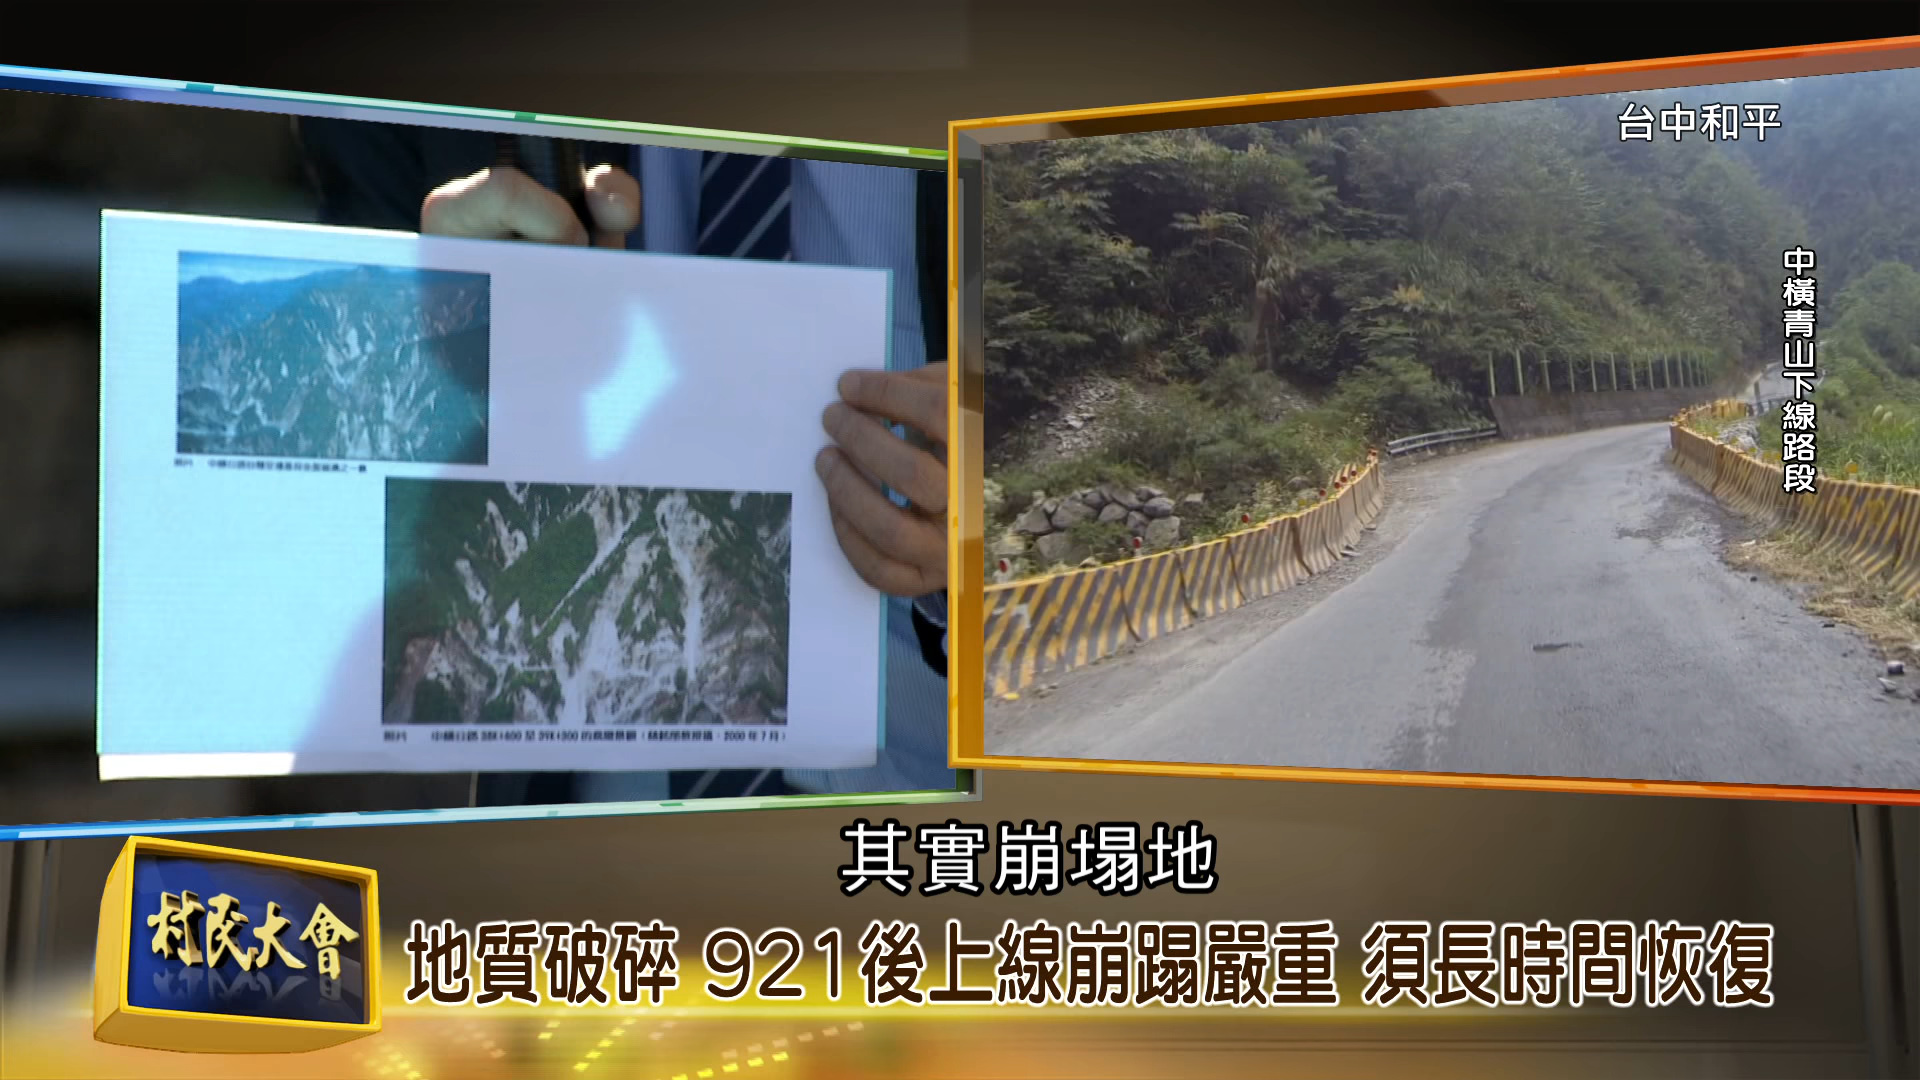 台中和平
中橫青山下線路段
其實崩塌地
村民大會
地質破碎 921後上線崩蹋嚴重 須長時間恢復